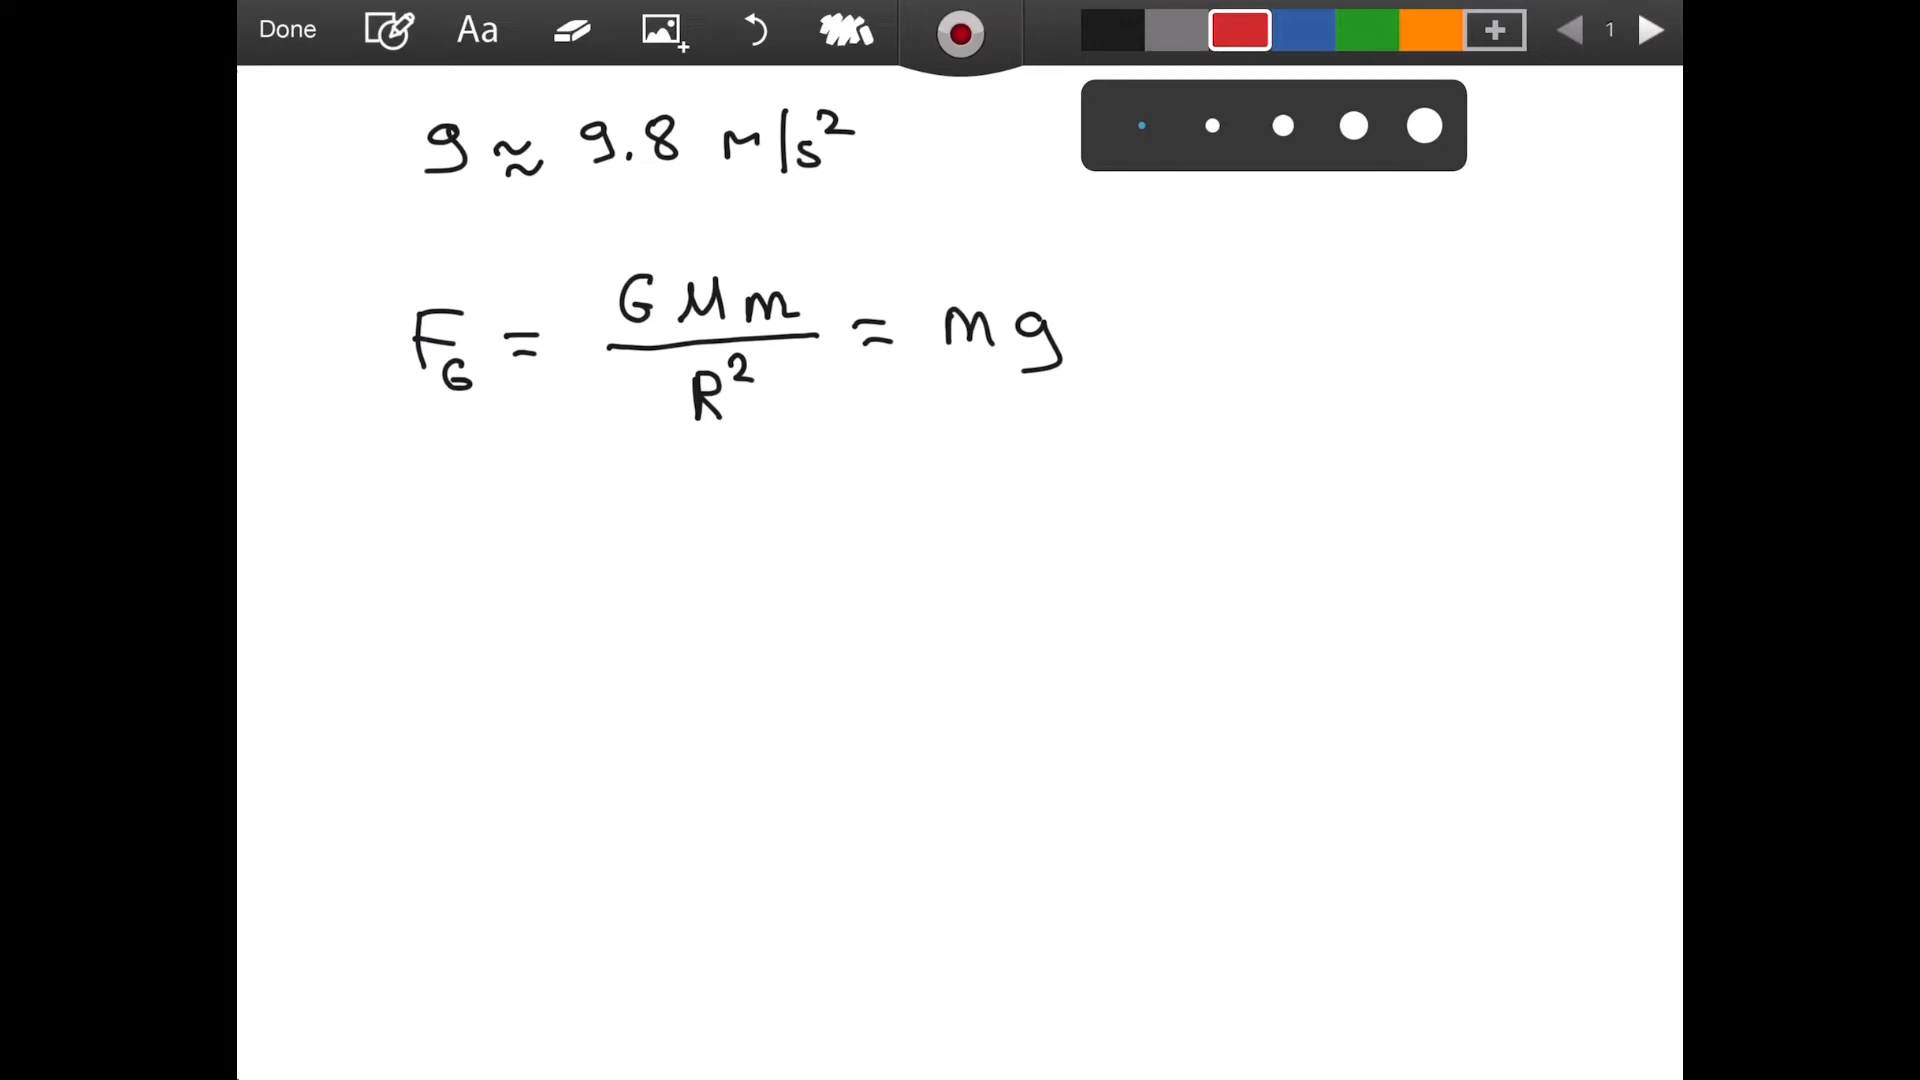 Done Aa 1
g ≈ 9.8 m/s²
F_G = GMm/R² = mg